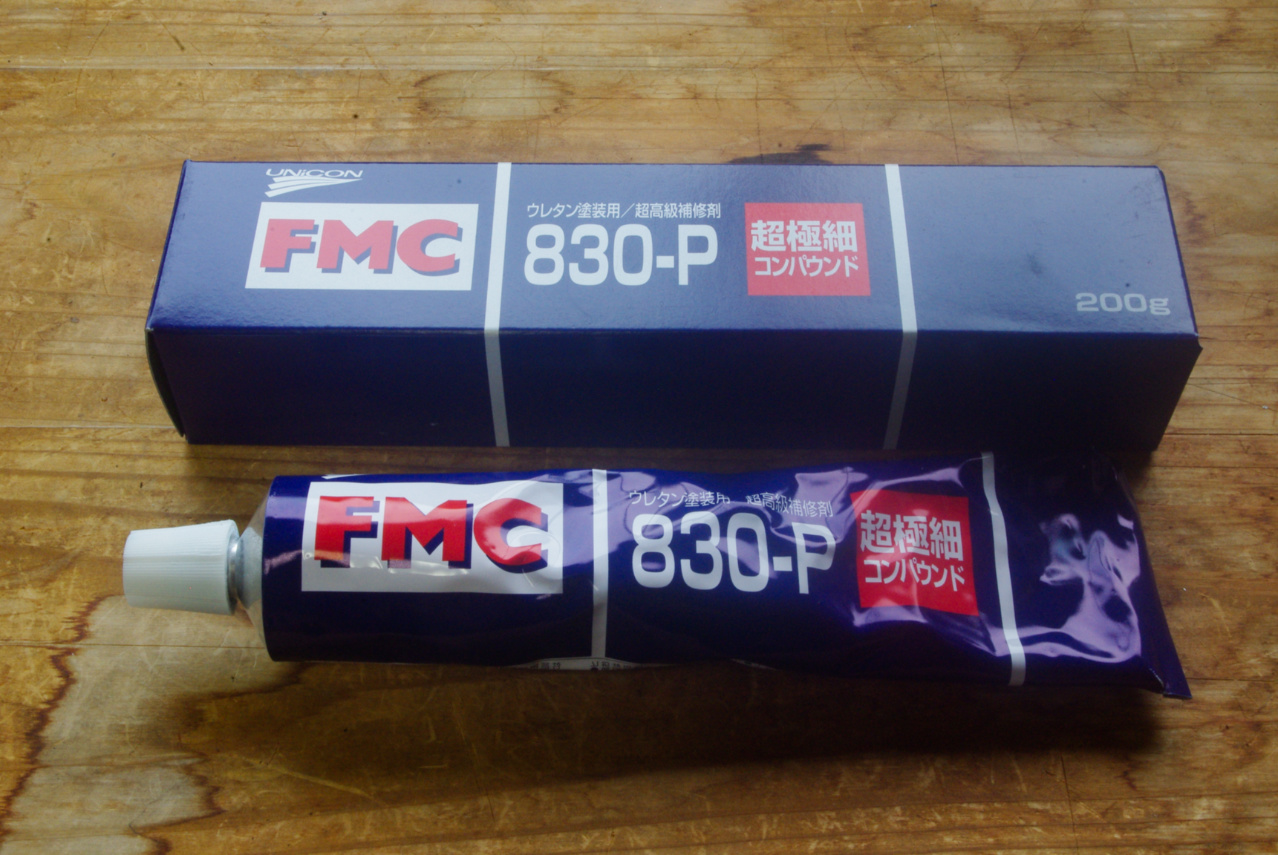 UNiCON
FMC
ウレタン塗装用/超高級補修剤
830-P
超極細
コンパウンド
200g
FMC
ウレタン塗装用 超高級補修剤
830-P
超極細
コンパウンド